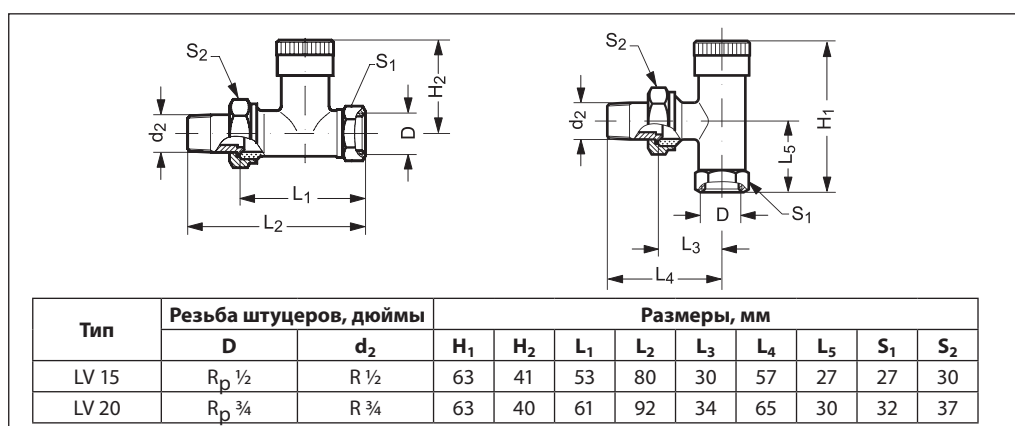 S₂
S₁
H₂
d₂
D
L₁
L₂
S₂
H₁
d₂
L₅
D
S₁
L₃
L₄
Тип Резьба штуцеров, дюймы Размеры, мм
D d₂ H₁ H₂ L₁ L₂ L₃ L₄ L₅ S₁ S₂
LV 15 Rp ½ R ½ 63 41 53 80 30 57 27 27 30
LV 20 Rp ¾ R ¾ 63 40 61 92 34 65 30 32 37